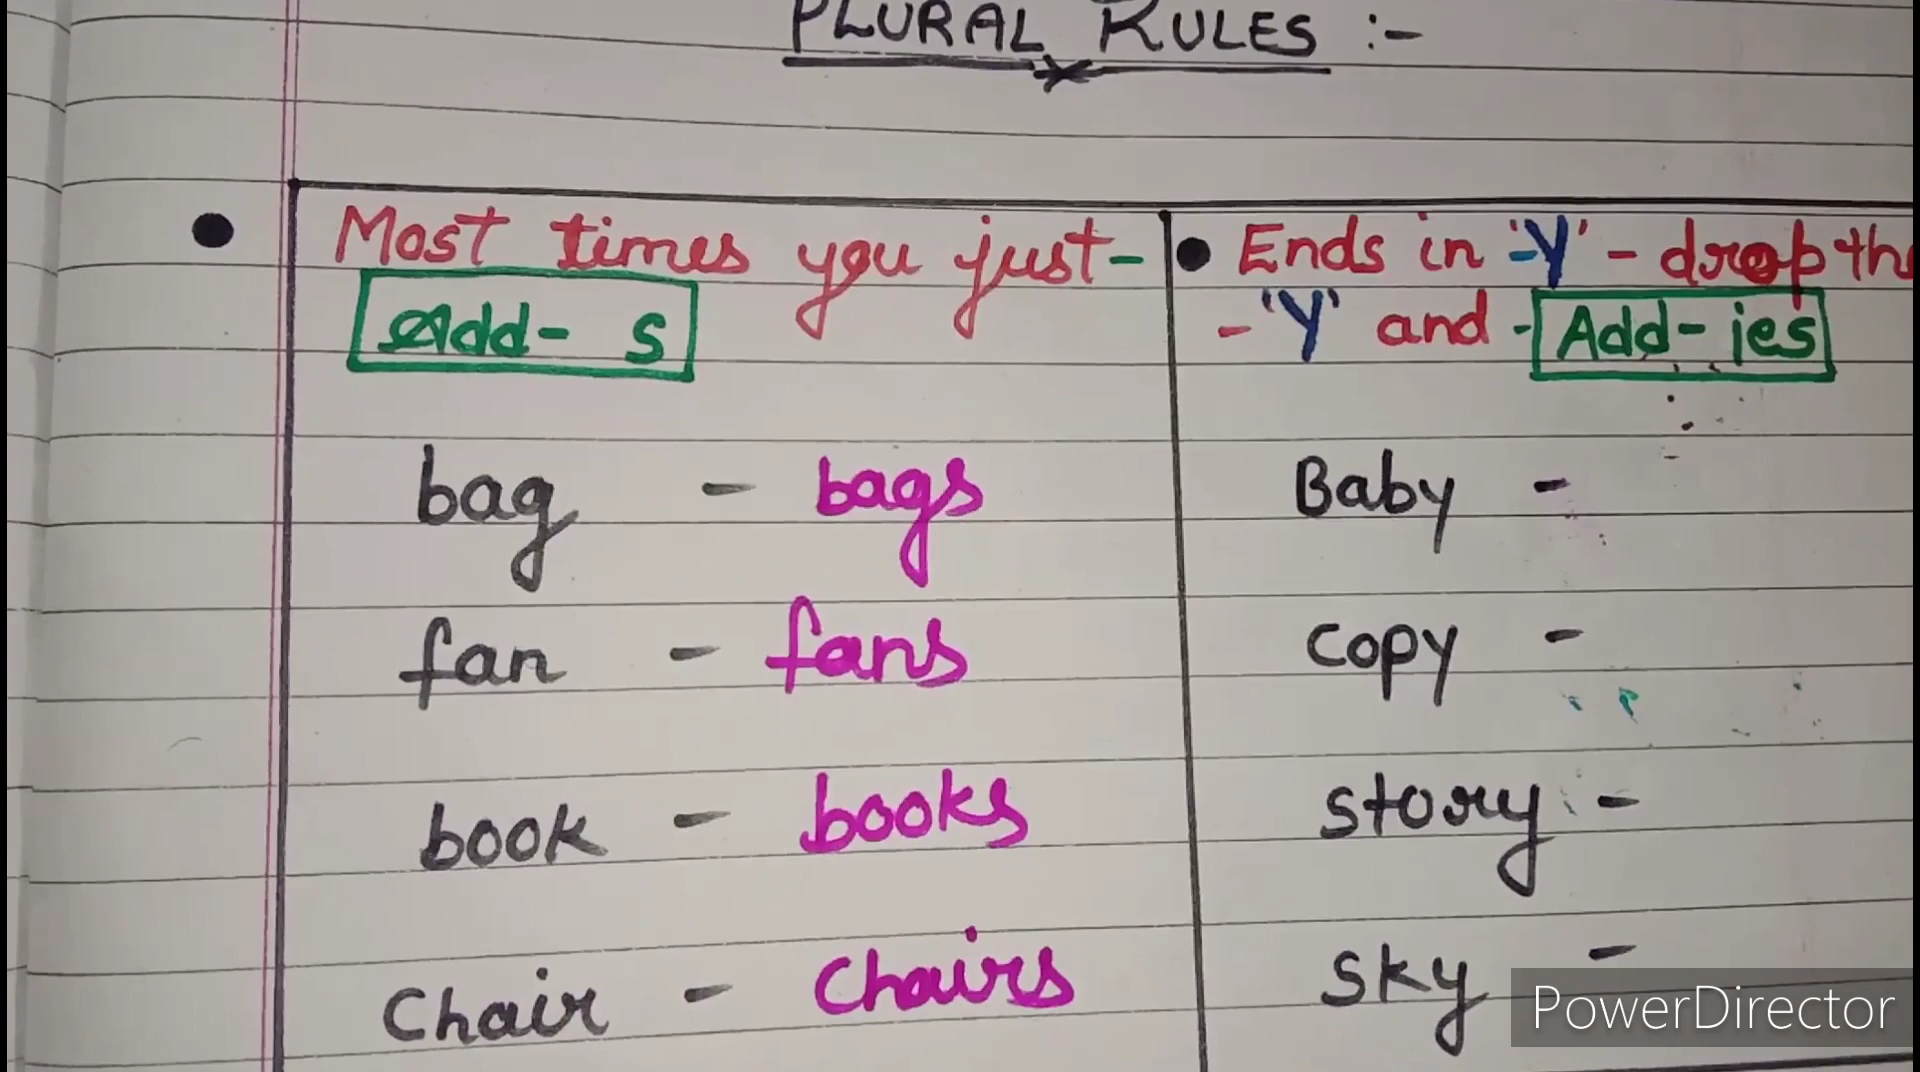 PLURAL RULES :-
Most times you just-
Add- s
bag - bags
fan - fans
book - books
Chair - Chairs
Ends in -'Y' - drop the
- 'Y' and - Add- ies
Baby -
Copy -
Story -
Sky -
PowerDirector